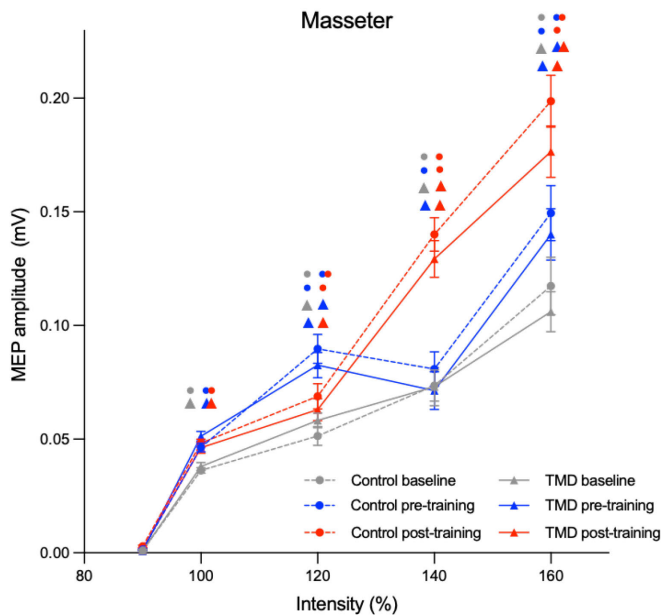 Masseter
MEP amplitude (mV)
0.20
0.15
0.10
0.05
0.00
80
100
120
140
160
Intensity (%)
Control baseline
TMD baseline
Control pre-training
TMD pre-training
Control post-training
TMD post-training